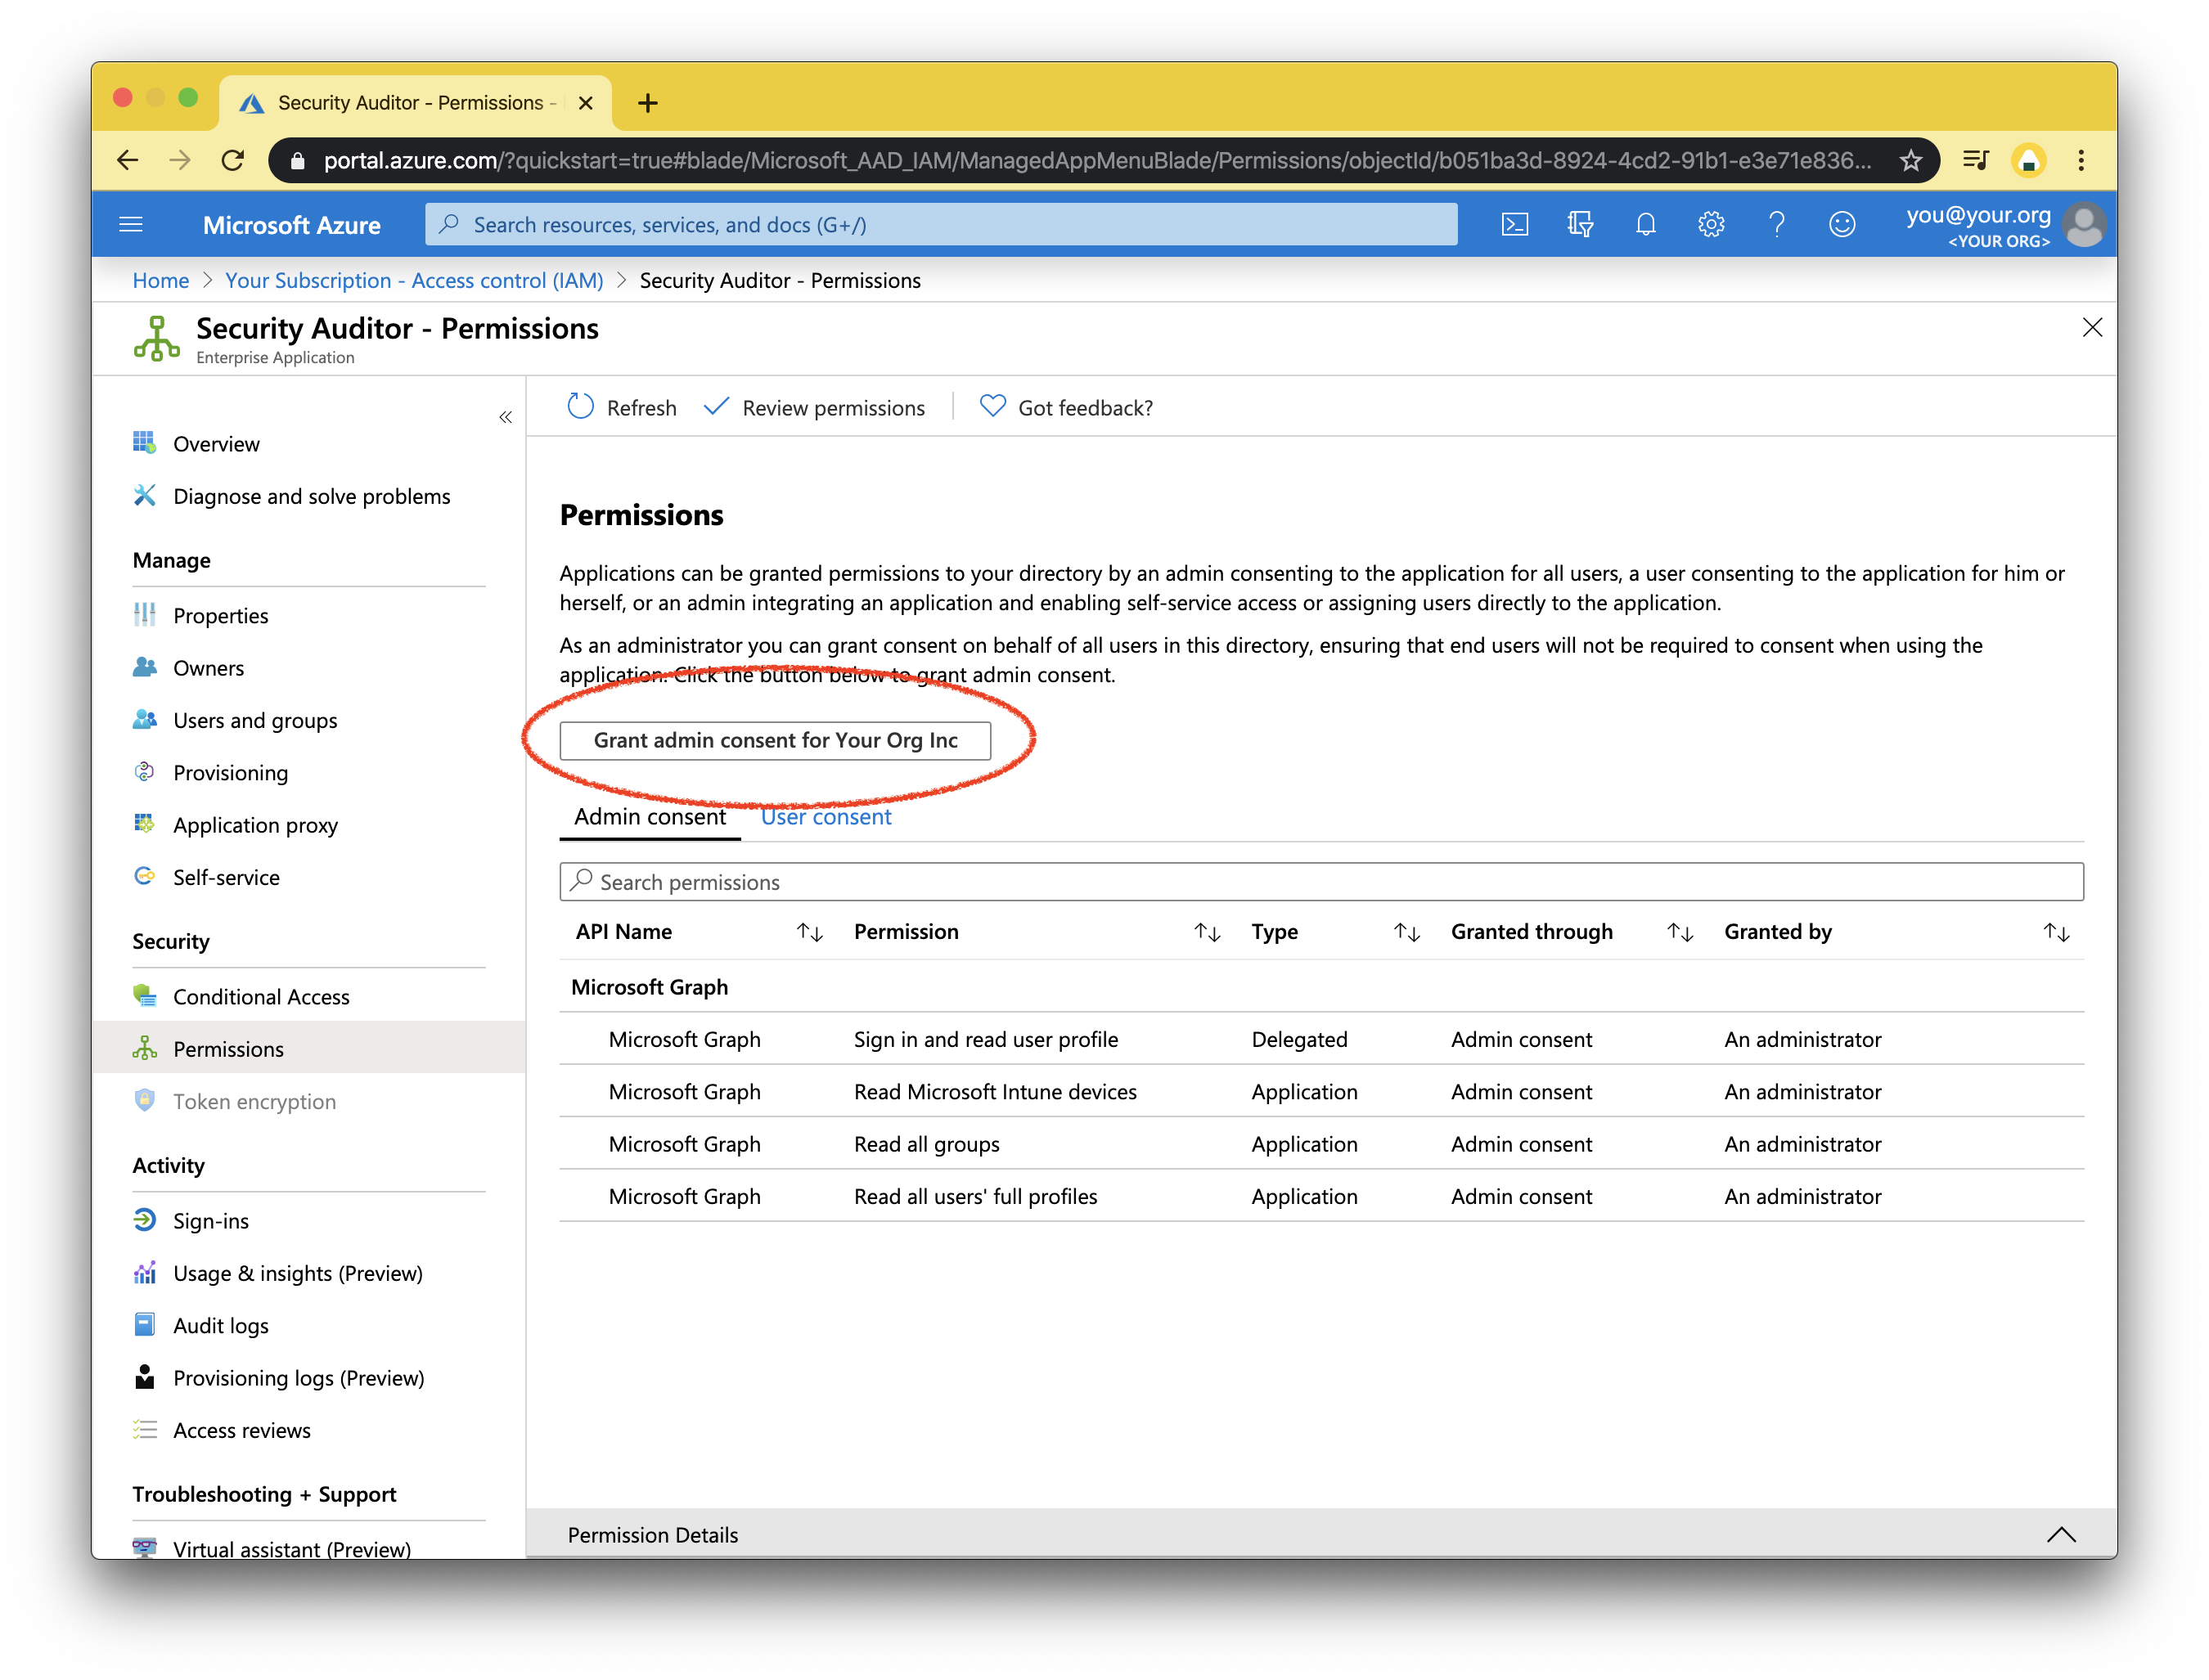 Security Auditor - Permissions -
portal.azure.com/?quickstart=true#blade/Microsoft_AAD_IAM/ManagedAppMenuBlade/Permissions/objectId/b051ba3d-8924-4cd2-91b1-e3e71e836...
Microsoft Azure
Search resources, services, and docs (G+/)
you@your.org
<YOUR ORG>
Home > Your Subscription - Access control (IAM) > Security Auditor - Permissions
Security Auditor - Permissions
Enterprise Application
Overview
Diagnose and solve problems
Manage
Properties
Owners
Users and groups
Provisioning
Application proxy
Self-service
Security
Conditional Access
Permissions
Token encryption
Activity
Sign-ins
Usage & insights (Preview)
Audit logs
Provisioning logs (Preview)
Access reviews
Troubleshooting + Support
Virtual assistant (Preview)
Refresh Review permissions Got feedback?
Permissions
Applications can be granted permissions to your directory by an admin consenting to the application for all users, a user consenting to the application for him or
herself, or an admin integrating an application and enabling self-service access or assigning users directly to the application.
As an administrator you can grant consent on behalf of all users in this directory, ensuring that end users will not be required to consent when using the
application. Click the button below to grant admin consent.
Grant admin consent for Your Org Inc
Admin consent User consent
Search permissions
API Name Permission Type Granted through Granted by
Microsoft Graph
Microsoft Graph Sign in and read user profile Delegated Admin consent An administrator
Microsoft Graph Read Microsoft Intune devices Application Admin consent An administrator
Microsoft Graph Read all groups Application Admin consent An administrator
Microsoft Graph Read all users' full profiles Application Admin consent An administrator
Permission Details